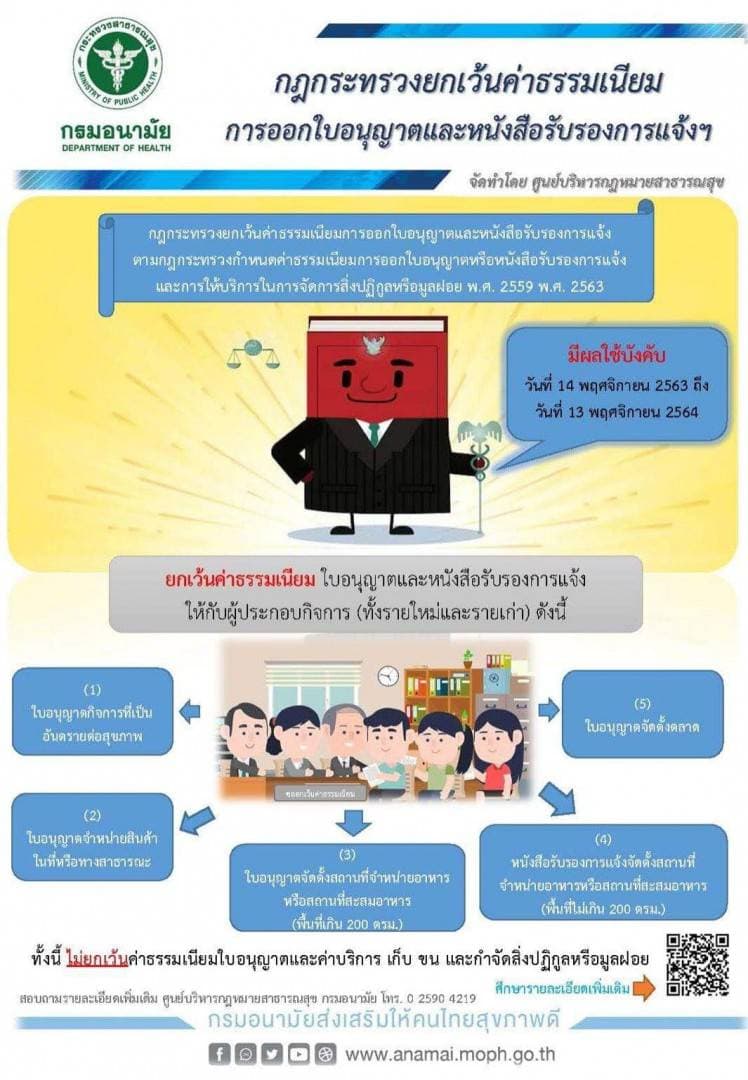 กระทรวงสาธารณสุข
MINISTRY OF PUBLIC HEALTH
กรมอนามัย
DEPARTMENT OF HEALTH
กฎกระทรวงยกเว้นค่าธรรมเนียม
การออกใบอนุญาตและหนังสือรับรองการแจ้งฯ
จัดทำโดย ศูนย์บริหารกฎหมายสาธารณสุข
กฎกระทรวงยกเว้นค่าธรรมเนียมการออกใบอนุญาตและหนังสือรับรองการแจ้ง
ตามกฎกระทรวงกำหนดค่าธรรมเนียมการออกใบอนุญาตหรือหนังสือรับรองการแจ้ง
และการให้บริการในการจัดการสิ่งปฏิกูลหรือมูลฝอย พ.ศ. 2559 พ.ศ. 2563
มีผลใช้บังคับ
วันที่ 14 พฤศจิกายน 2563 ถึง
วันที่ 13 พฤศจิกายน 2564
ยกเว้นค่าธรรมเนียม ใบอนุญาตและหนังสือรับรองการแจ้ง
ให้กับผู้ประกอบกิจการ (ทั้งรายใหม่และรายเก่า) ดังนี้
(1)
ใบอนุญาตกิจการที่เป็น
อันตรายต่อสุขภาพ
(5)
ใบอนุญาตจัดตั้งตลาด
ขอยกเว้นค่าธรรมเนียม
(2)
ใบอนุญาตจำหน่ายสินค้า
ในที่หรือทางสาธารณะ
(3)
ใบอนุญาตจัดตั้งสถานที่จำหน่ายอาหาร
หรือสถานที่สะสมอาหาร
(พื้นที่เกิน 200 ตรม.)
(4)
หนังสือรับรองการแจ้งจัดตั้งสถานที่
จำหน่ายอาหารหรือสถานที่สะสมอาหาร
(พื้นที่ไม่เกิน 200 ตรม.)
ทั้งนี้ ไม่ยกเว้นค่าธรรมเนียมใบอนุญาตและค่าบริการ เก็บ ขน และกำจัดสิ่งปฏิกูลหรือมูลฝอย
ศึกษารายละเอียดเพิ่มเติม
สอบถามรายละเอียดเพิ่มเติม ศูนย์บริหารกฎหมายสาธารณสุข กรมอนามัย โทร. 0 2590 4219
กรมอนามัยส่งเสริมให้คนไทยสุขภาพดี
www.anamai.moph.go.th